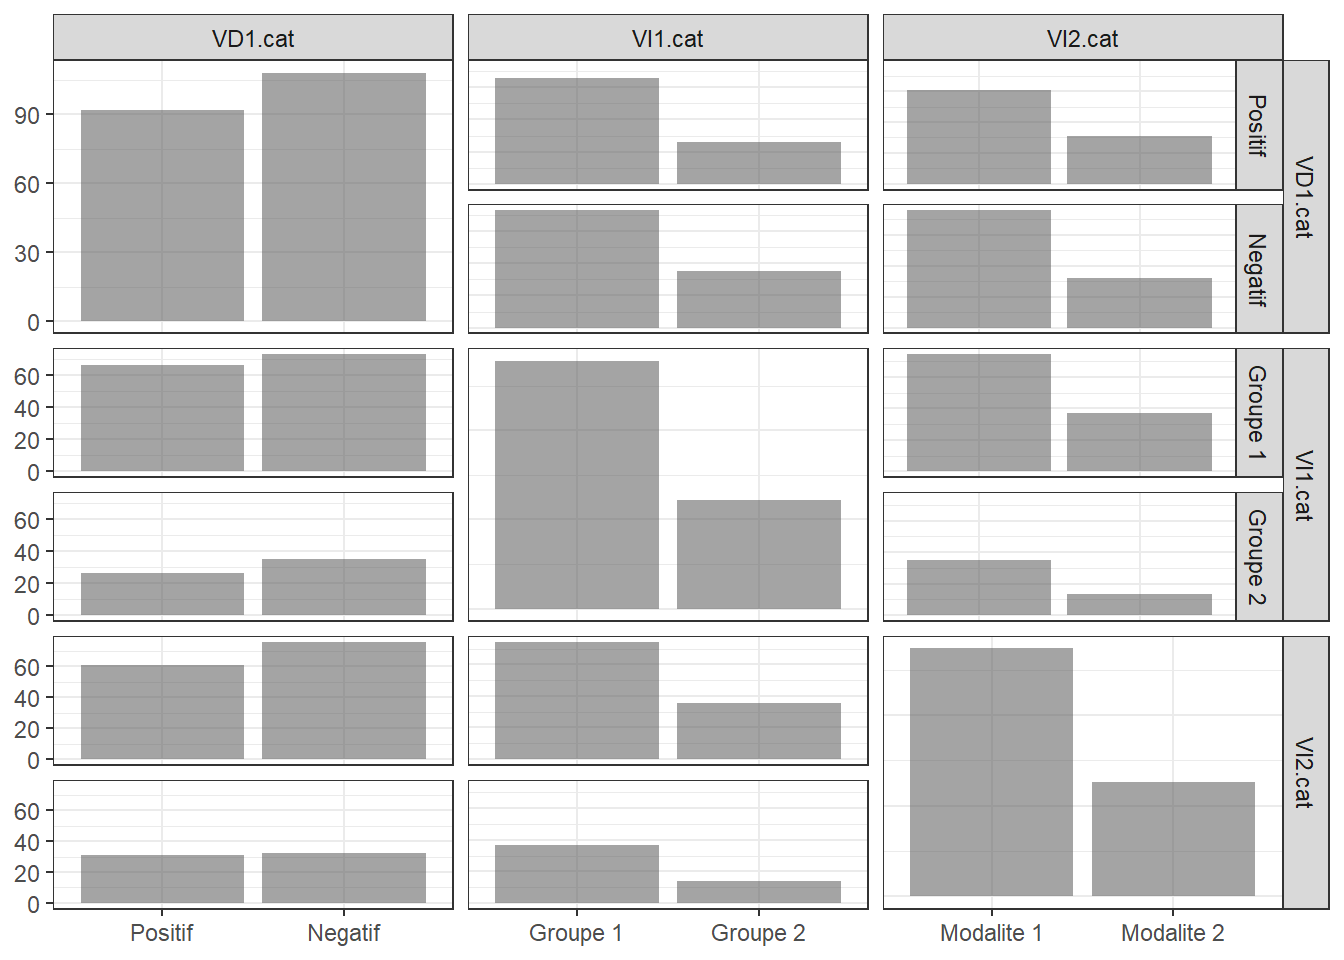 VD1.cat
VI1.cat
VI2.cat
90
60
30
0
Positif
Negatif
VD1.cat
60
40
20
0
Groupe 1
60
40
20
0
Groupe 2
VI1.cat
60
40
20
0
60
40
20
0
VI2.cat
Positif
Negatif
Groupe 1
Groupe 2
Modalite 1
Modalite 2